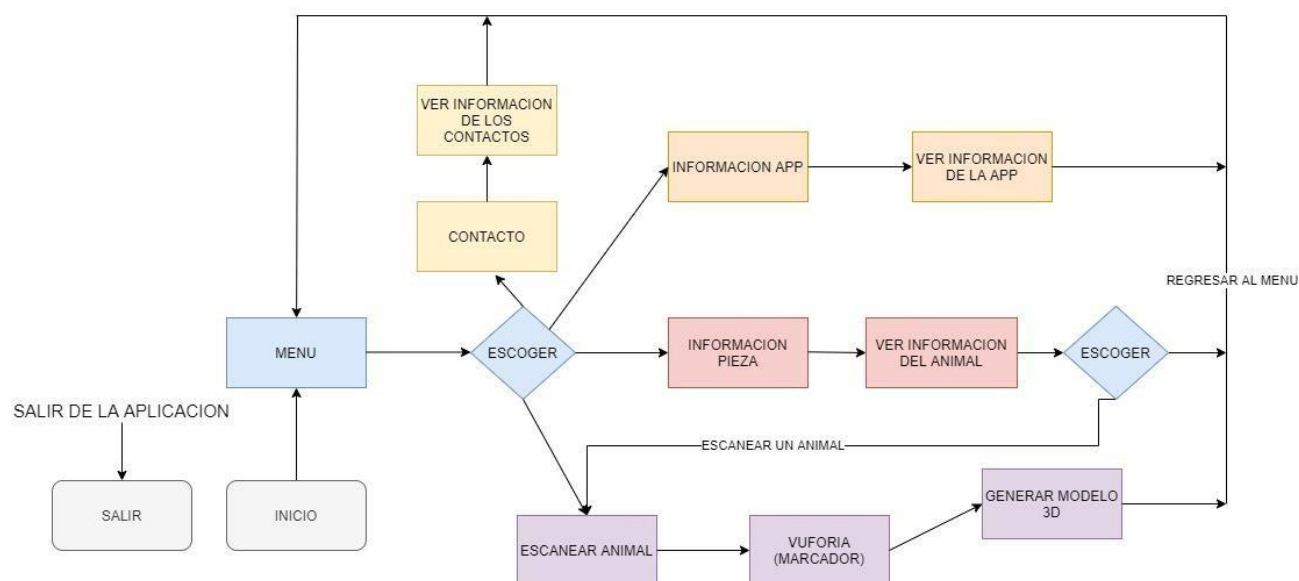 VER INFORMACION
DE LOS
CONTACTOS
INFORMACION APP
VER INFORMACION
DE LA APP
CONTACTO
REGRESAR AL MENU
MENU
ESCOGER
INFORMACION
PIEZA
VER INFORMACION
DEL ANIMAL
ESCOGER
SALIR DE LA APLICACION
ESCANEAR UN ANIMAL
SALIR
INICIO
ESCANEAR ANIMAL
VUFORIA
(MARCADOR)
GENERAR MODELO
3D